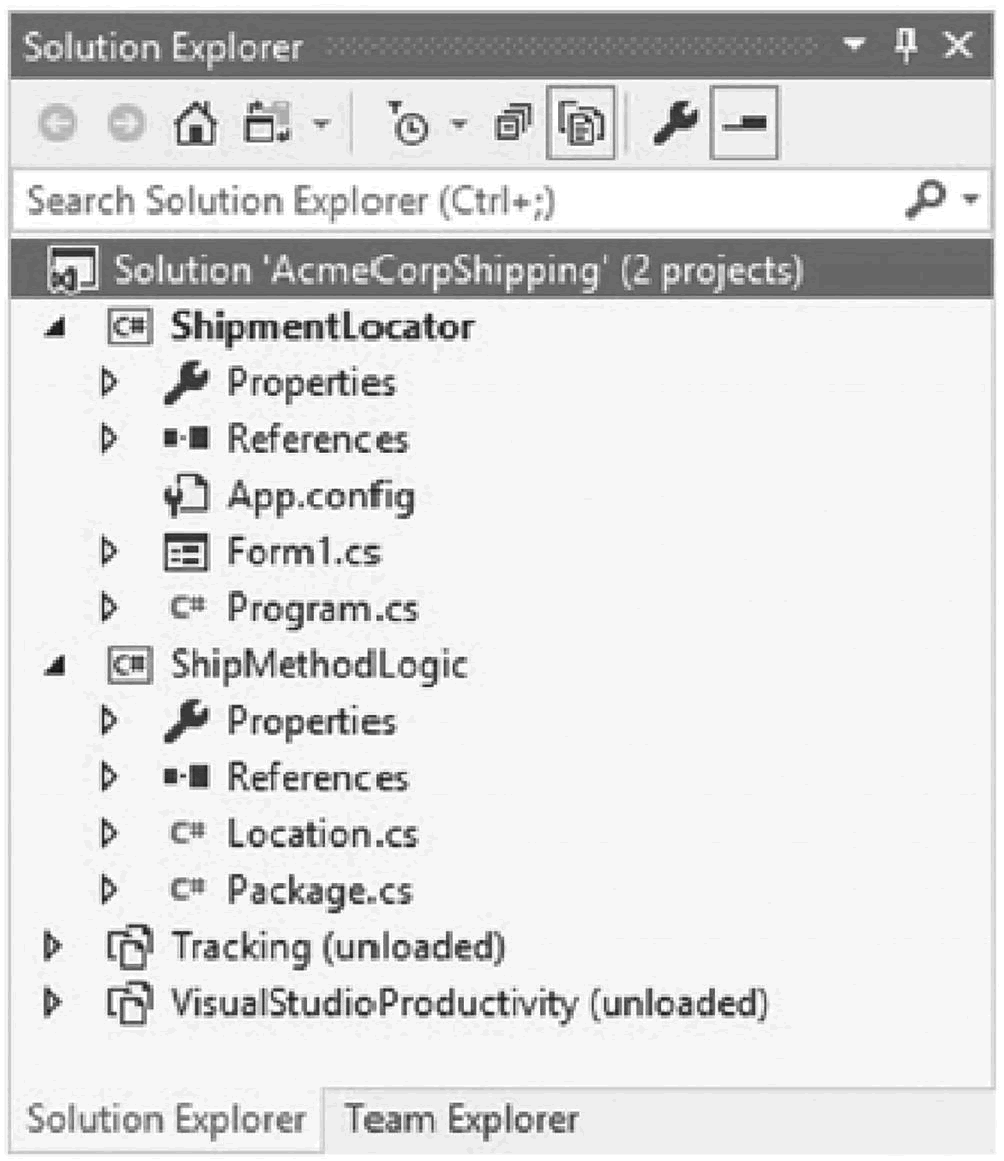 Solution Explorer
Search Solution Explorer (Ctrl+;)
Solution 'AcmeCorpShipping' (2 projects)
C# ShipmentLocator
Properties
References
App.config
Form1.cs
C# Program.cs
C# ShipMethodLogic
Properties
References
C# Location.cs
C# Package.cs
Tracking (unloaded)
VisualStudioProductivity (unloaded)
Solution Explorer Team Explorer